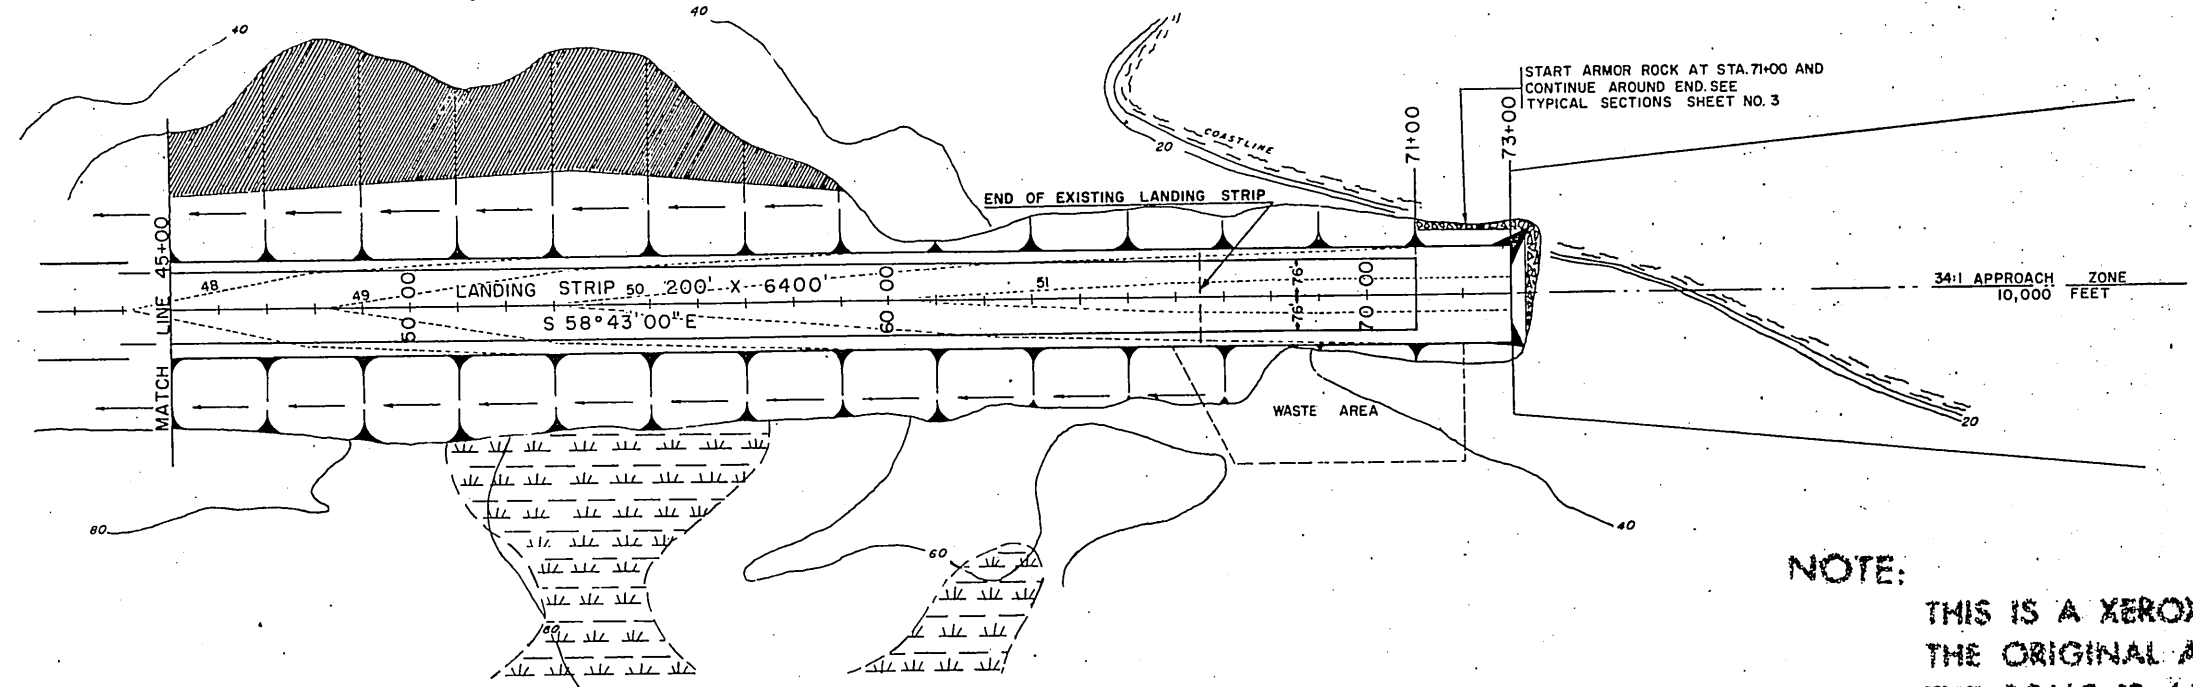 40
40
START ARMOR ROCK AT STA. 71+00 AND
CONTINUE AROUND END. SEE
TYPICAL SECTIONS SHEET NO. 3
71+00
73+00
COASTLINE
20
END OF EXISTING LANDING STRIP
MATCH LINE 45+00
48
49
50+00
LANDING STRIP 200' X 6400'
50
S 58°43'00" E
60+00
51
76'
76'
70+00
34:1 APPROACH ZONE
10,000 FEET
WASTE AREA
20
80
60
40
NOTE:
THIS IS A XEROX
THE ORIGINAL